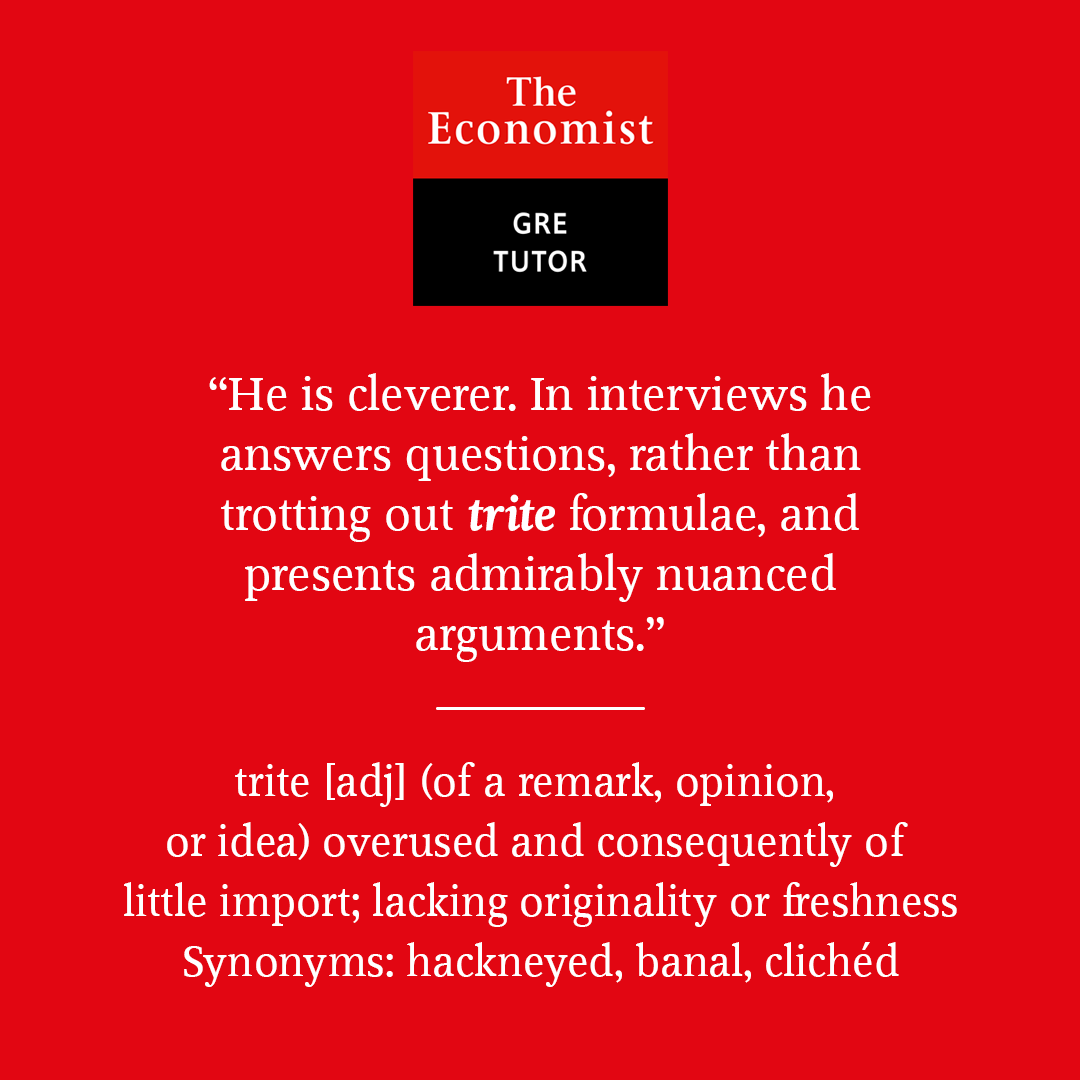 The
Economist
GRE
TUTOR
“He is cleverer. In interviews he
answers questions, rather than
trotting out trite formulae, and
presents admirably nuanced
arguments.”
trite [adj] (of a remark, opinion,
or idea) overused and consequently of
little import; lacking originality or freshness
Synonyms: hackneyed, banal, clichéd